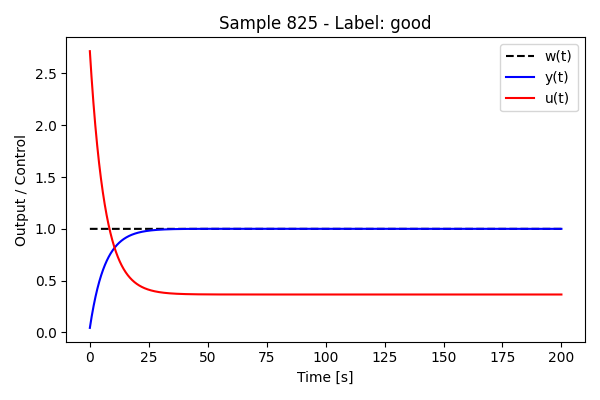 Sample 825 - Label: good
w(t)
y(t)
u(t)
Output / Control
2.5
2.0
1.5
1.0
0.5
0.0
0 25 50 75 100 125 150 175 200
Time [s]